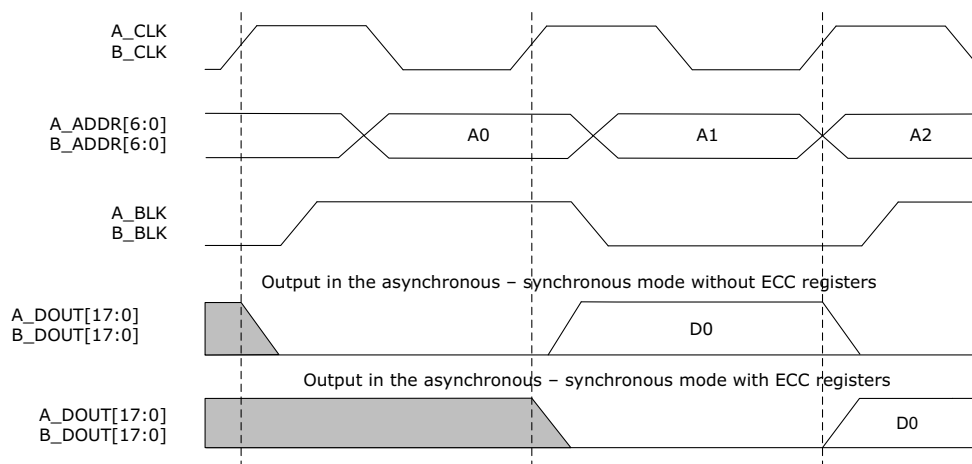 A_CLK
B_CLK
A_ADDR[6:0]
B_ADDR[6:0]
A0
A1
A2
A_BLK
B_BLK
Output in the asynchronous – synchronous mode without ECC registers
A_DOUT[17:0]
B_DOUT[17:0]
D0
Output in the asynchronous – synchronous mode with ECC registers
A_DOUT[17:0]
B_DOUT[17:0]
D0